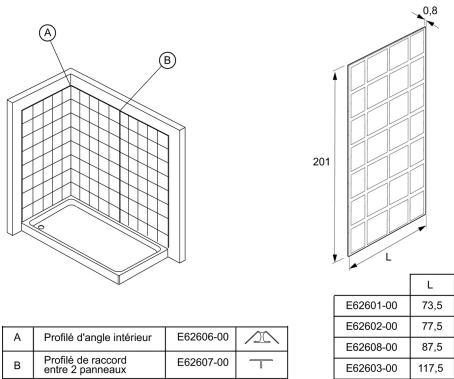 A
B
0,8
201
L
L
E62601-00 73,5
E62602-00 77,5
E62608-00 87,5
E62603-00 117,5
A Profilé d'angle intérieur E62606-00
B Profilé de raccord
entre 2 panneaux E62607-00